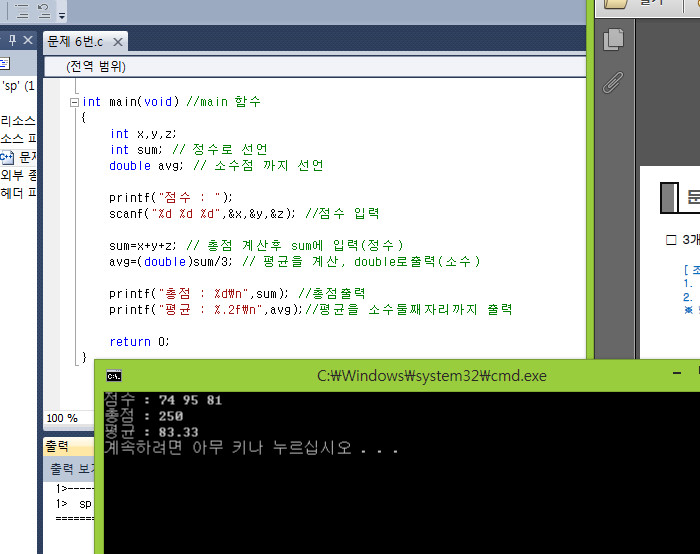 문제 6번.c
(전역 범위)
'sp' (1
리소스
소스 파
문제
외부 종
헤더 파
int main(void) //main 함수
{
int x,y,z;
int sum; // 정수로 선언
double avg; // 소수점 까지 선언
printf("점수 : ");
scanf("%d %d %d",&x,&y,&z); //점수 입력
sum=x+y+z; // 총점 계산후 sum에 입력(정수)
avg=(double)sum/3; // 평균을 계산, double로출력(소수)
printf("총점 : %d₩n",sum); //총점출력
printf("평균 : %.2f₩n",avg);//평균을 소수둘째자리까지 출력
return 0;
}
100 %
출력
출력 보기
1>-----
1> sp
=======
C:₩Windows₩system32₩cmd.exe
점수 : 74 95 81
총점 : 250
평균 : 83.33
계속하려면 아무 키나 누르십시오 . . .
문
□ 3개
[ 조
1.
2.
※